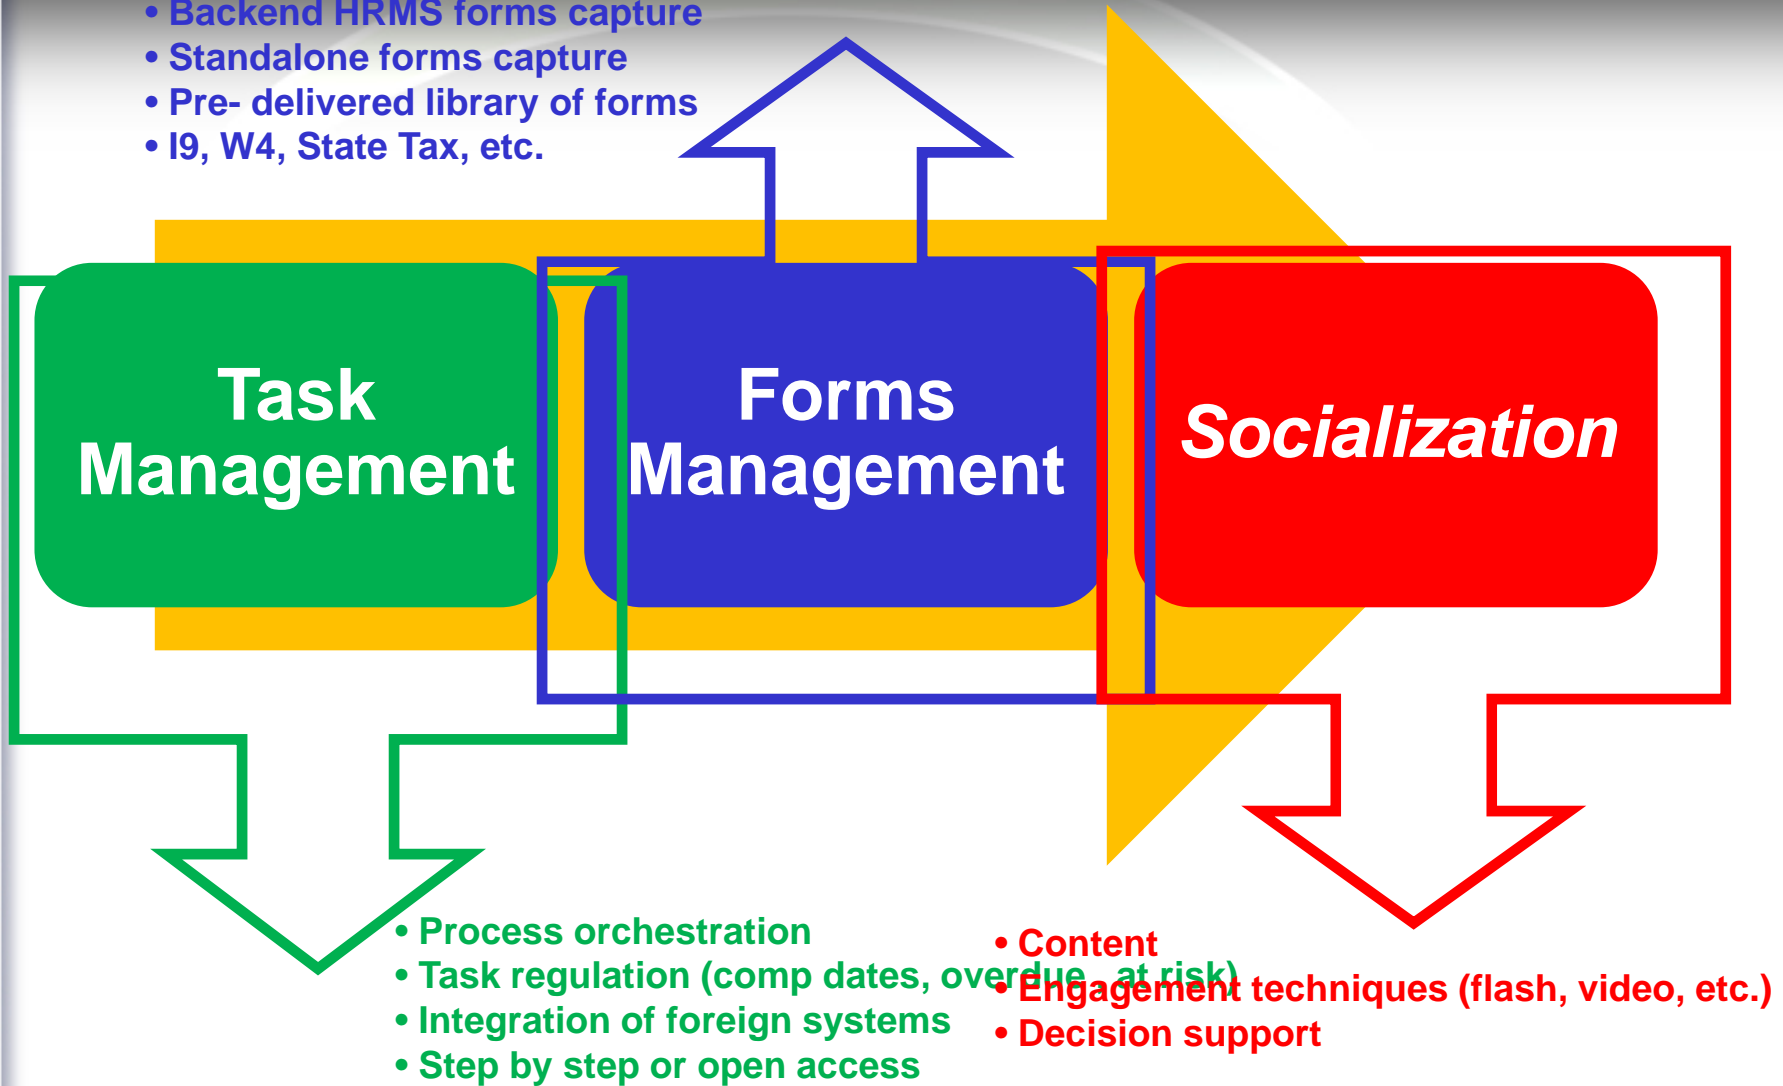 • Backend HRMS forms capture
• Standalone forms capture
• Pre- delivered library of forms
• I9, W4, State Tax, etc.
Task
Management
Forms
Management
Socialization
• Process orchestration
• Task regulation (comp dates, overdue , at risk)
• Integration of foreign systems
• Step by step or open access
• Content
• Engagement techniques (flash, video, etc.)
• Decision support